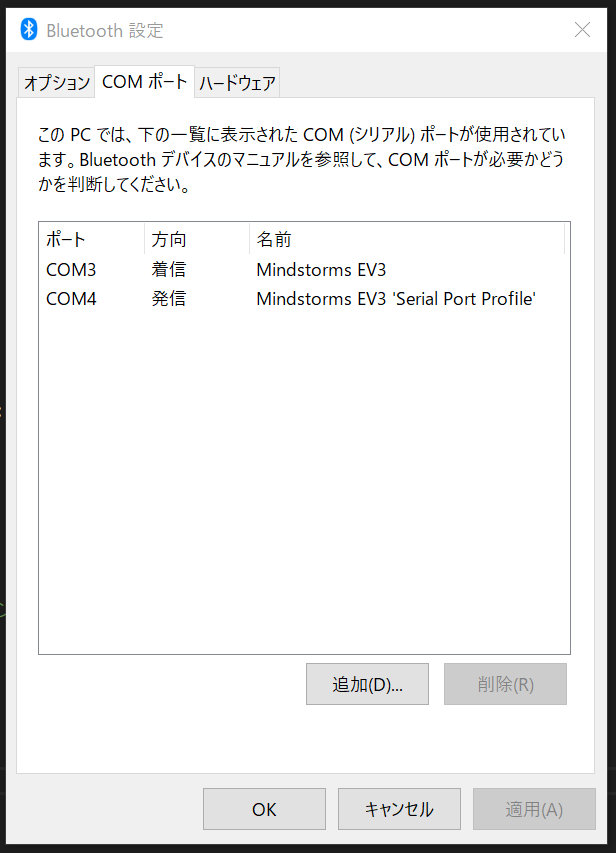 Bluetooth 設定
オプション COM ポート ハードウェア
この PC では、下の一覧に表示された COM (シリアル) ポートが使用されてい
ます。Bluetooth デバイスのマニュアルを参照して、COM ポートが必要かどう
かを判断してください。
ポート 方向 名前
COM3 着信 Mindstorms EV3
COM4 発信 Mindstorms EV3 'Serial Port Profile'
追加(D)... 削除(R)
OK キャンセル 適用(A)